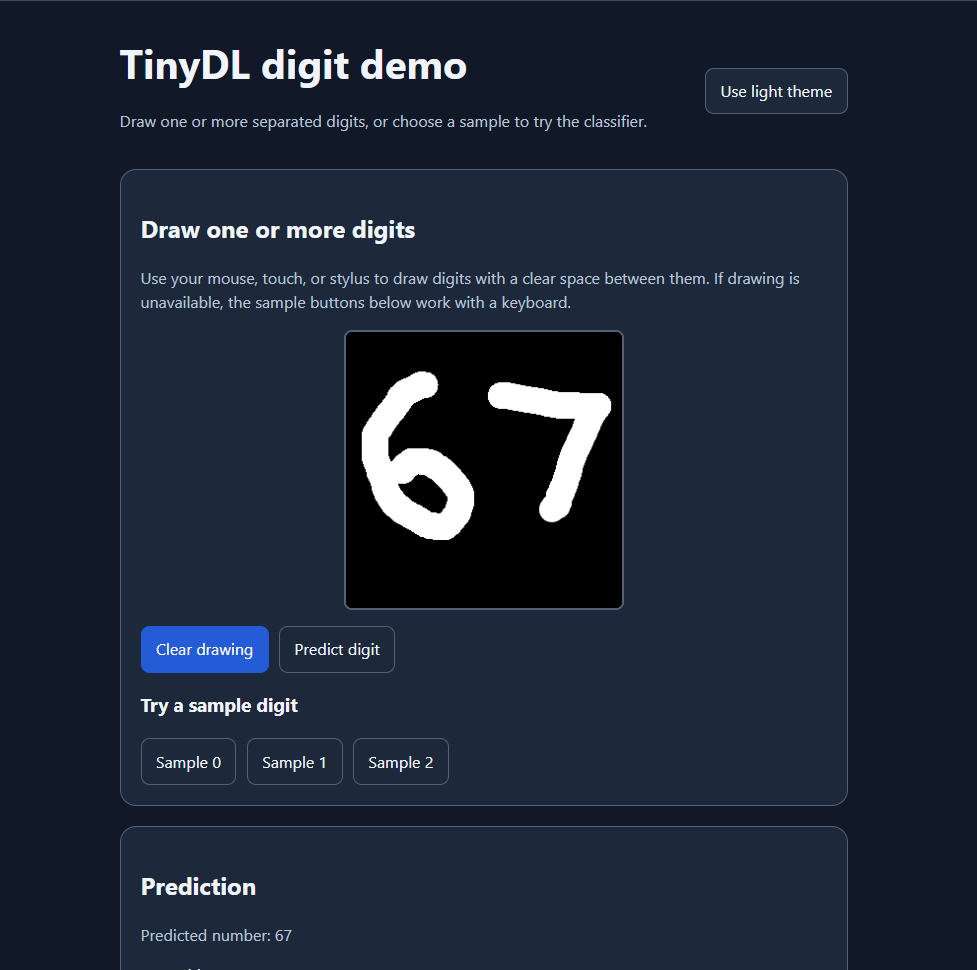 TinyDL digit demo
Use light theme
Draw one or more separated digits, or choose a sample to try the classifier.
Draw one or more digits
Use your mouse, touch, or stylus to draw digits with a clear space between them. If drawing is
unavailable, the sample buttons below work with a keyboard.
67
Clear drawing
Predict digit
Try a sample digit
Sample 0
Sample 1
Sample 2
Prediction
Predicted number: 67